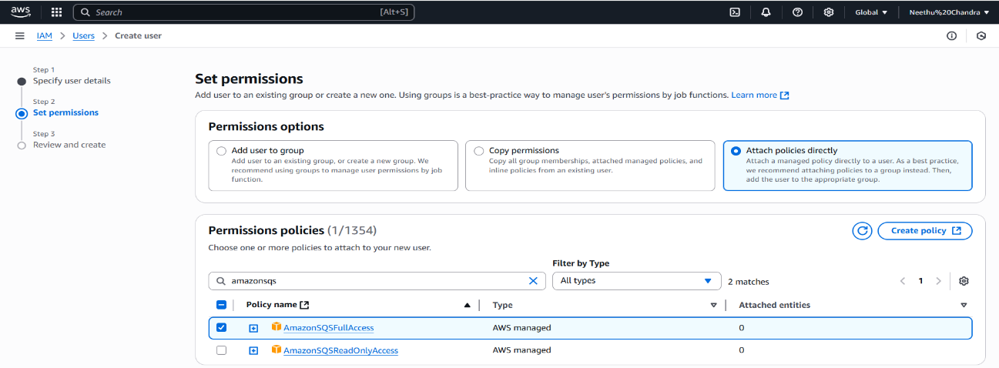 aws
Search [Alt+S] Global Neethu%20Chandra
IAM > Users > Create user
Step 1
Specify user details
Step 2
Set permissions
Step 3
Review and create
Set permissions
Add user to an existing group or create a new one. Using groups is a best-practice way to manage user's permissions by job functions. Learn more
Permissions options
Add user to group
Add user to an existing group, or create a new group. We
recommend using groups to manage user permissions by job
function.
Copy permissions
Copy all group memberships, attached managed policies, and
inline policies from an existing user.
Attach policies directly
Attach a managed policy directly to a user. As a best practice,
we recommend attaching policies to a group instead. Then,
add the user to the appropriate group.
Permissions policies (1/1354)
Create policy
Choose one or more policies to attach to your new user.
Filter by Type
amazonsqs All types 2 matches 1
Policy name Type Attached entities
AmazonSQSFullAccess AWS managed 0
AmazonSQSReadOnlyAccess AWS managed 0